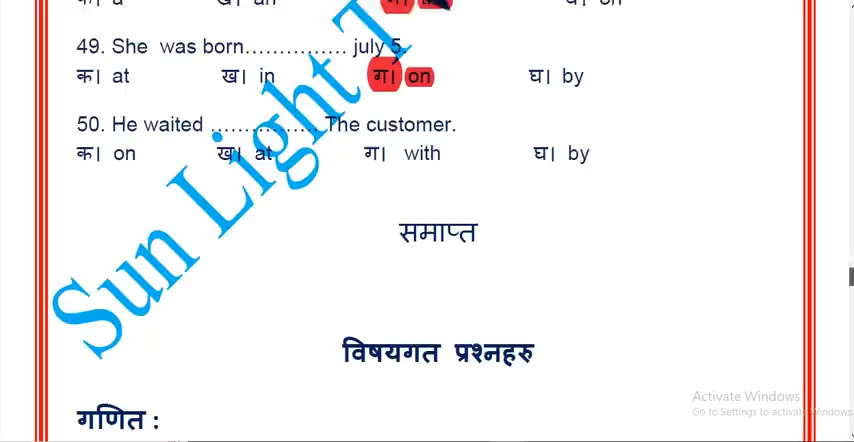 49. She was born............... july 5.
क। at ख। in ग। on घ। by
50. He waited ................ The customer.
क। on ख। at ग। with घ। by
समाप्त
विषयगत प्रश्नहरु
गणित :
Sun Light
Activate Windows
Go to Settings to activate Windows.